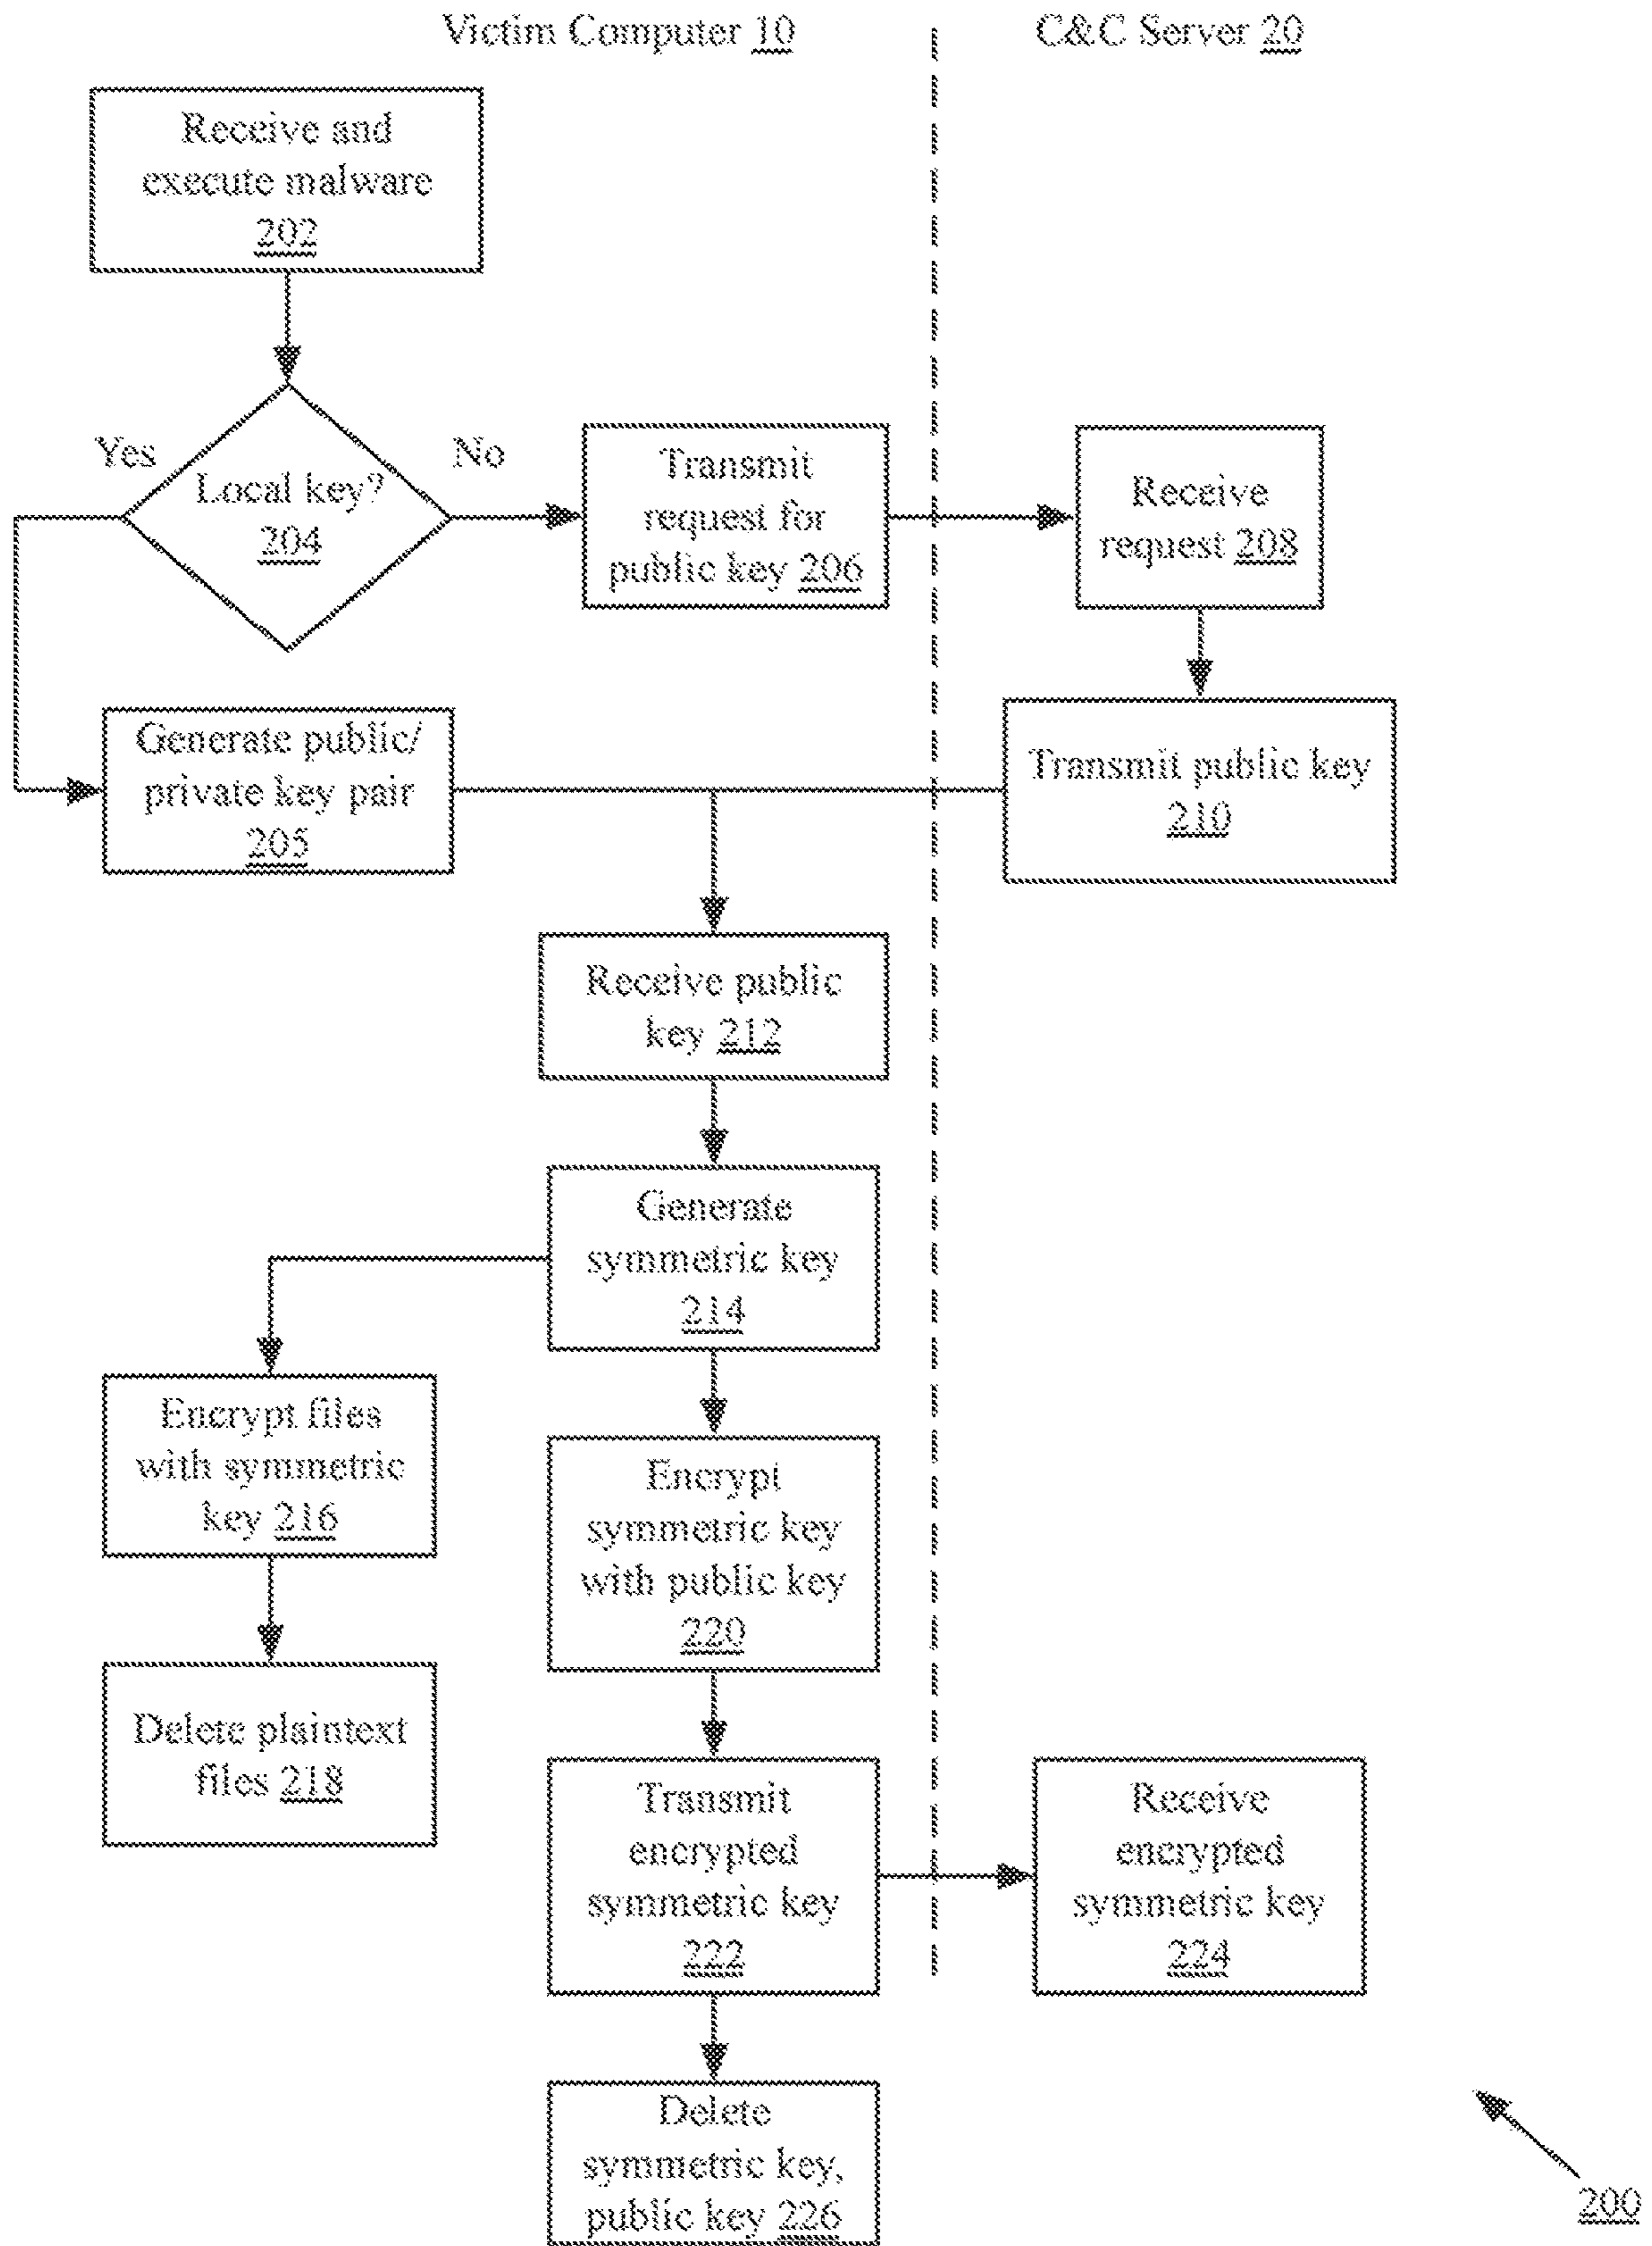 Victim Computer 10
C&C Server 20
Receive and
execute malware
202
Yes
No
Local key?
204
Transmit
request for
public key 206
Receive
request 208
Generate public/
private key pair
205
Transmit public key
210
Receive public
key 212
Generate
symmetric key
214
Encrypt files
with symmetric
key 216
Encrypt
symmetric key
with public key
220
Delete plaintext
files 218
Transmit
encrypted
symmetric key
222
Receive
encrypted
symmetric key
224
Delete
symmetric key,
public key 226
200